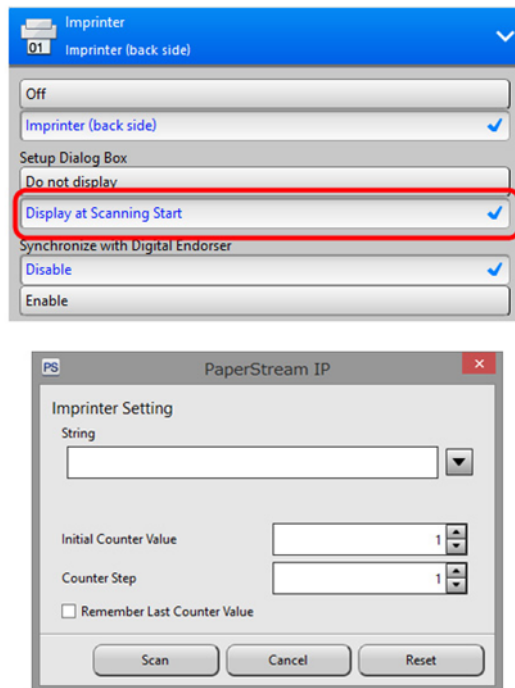 Imprinter
01 Imprinter (back side)
Off
Imprinter (back side)
Setup Dialog Box
Do not display
Display at Scanning Start
Synchronize with Digital Endorser
Disable
Enable
PS PaperStream IP
Imprinter Setting
String
Initial Counter Value 1
Counter Step 1
Remember Last Counter Value
Scan Cancel Reset